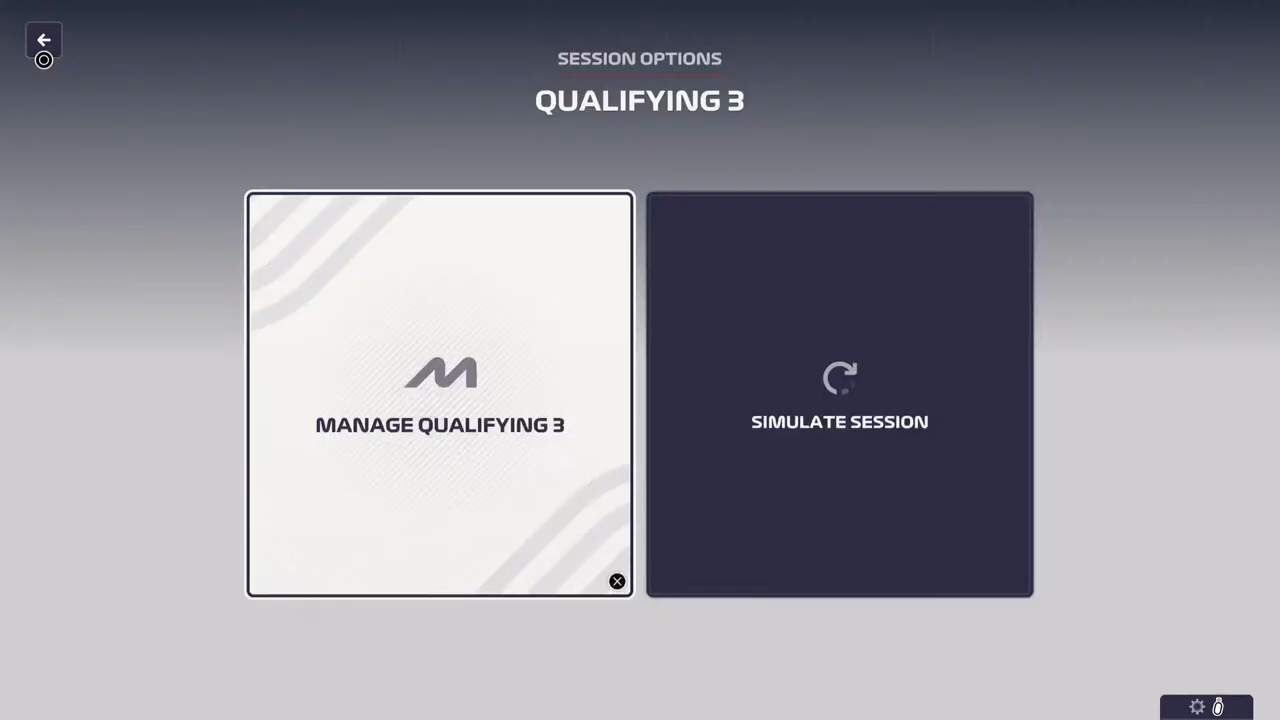 SESSION OPTIONS
QUALIFYING 3
MANAGE QUALIFYING 3
SIMULATE SESSION